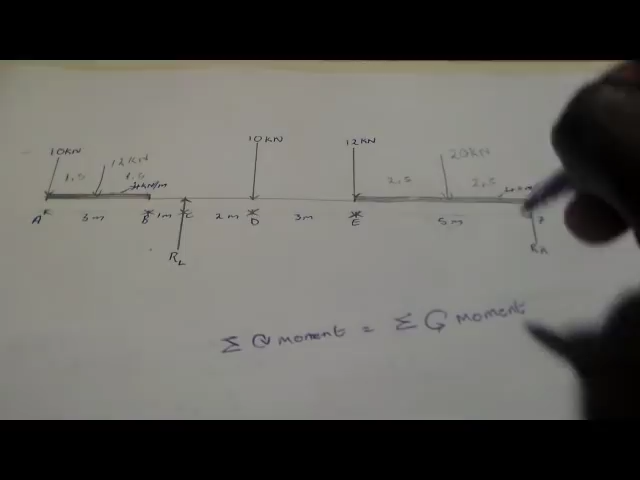 10KN 12KN 10KN 12KN 20KN
1,5 1,5 2,5 2,5
4KN/m
A 3m B 1m C 2m D 3m E 5m
RL RR
Σ ↻ moment = Σ ↺ moment